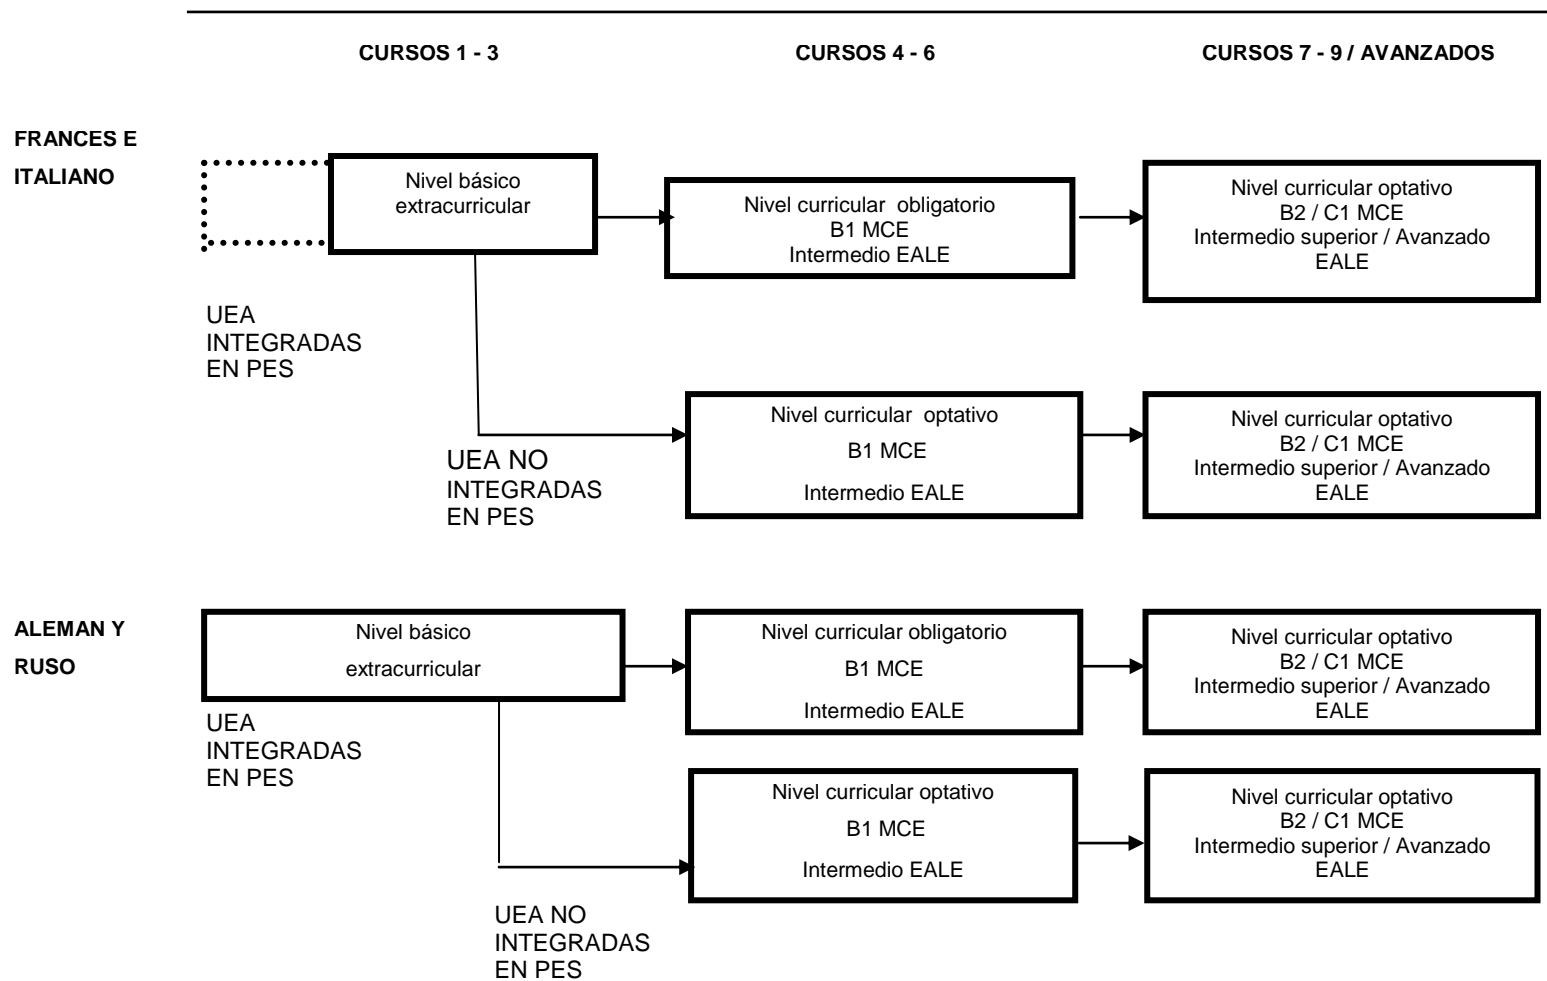 CURSOS 1 - 3
CURSOS 4 - 6
CURSOS 7 - 9 / AVANZADOS
FRANCES E
ITALIANO
Nivel básico
extracurricular
Nivel curricular obligatorio
B1 MCE
Intermedio EALE
Nivel curricular optativo
B2 / C1 MCE
Intermedio superior / Avanzado
EALE
UEA
INTEGRADAS
EN PES
Nivel curricular optativo
B1 MCE
Intermedio EALE
Nivel curricular optativo
B2 / C1 MCE
Intermedio superior / Avanzado
EALE
UEA NO
INTEGRADAS
EN PES
ALEMAN Y
RUSO
Nivel básico
extracurricular
Nivel curricular obligatorio
B1 MCE
Intermedio EALE
Nivel curricular optativo
B2 / C1 MCE
Intermedio superior / Avanzado
EALE
UEA
INTEGRADAS
EN PES
Nivel curricular optativo
B1 MCE
Intermedio EALE
Nivel curricular optativo
B2 / C1 MCE
Intermedio superior / Avanzado
EALE
UEA NO
INTEGRADAS
EN PES